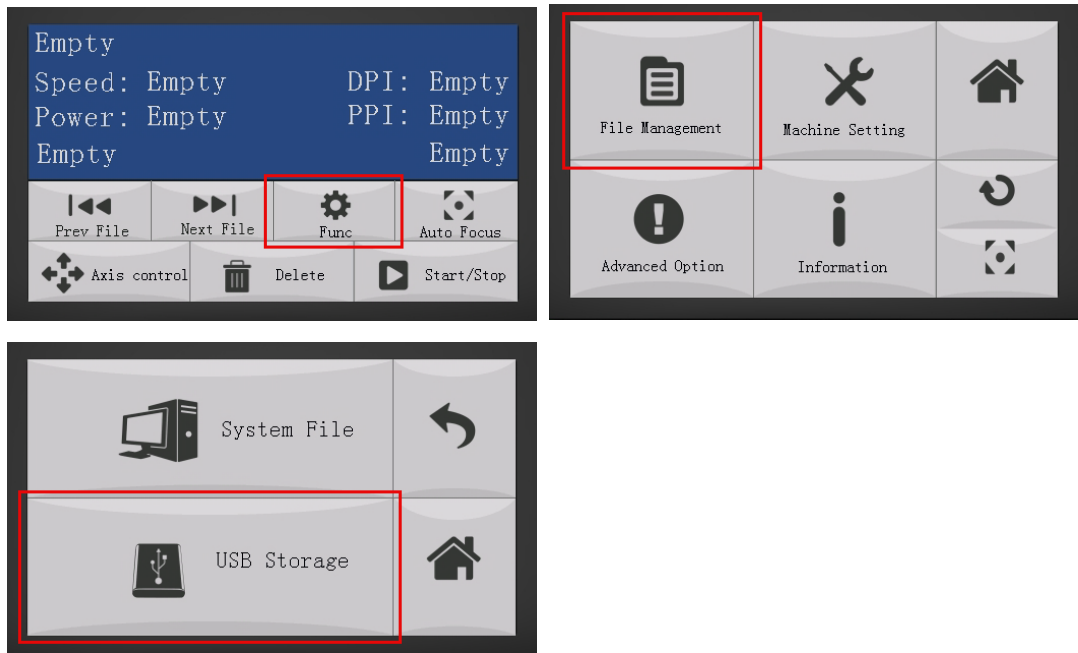 Empty
Speed: Empty DPI: Empty
Power: Empty PPI: Empty
Empty Empty
Prev File Next File Func Auto Focus
Axis control Delete Start/Stop
File Management Machine Setting
Advanced Option Information
System File
USB Storage